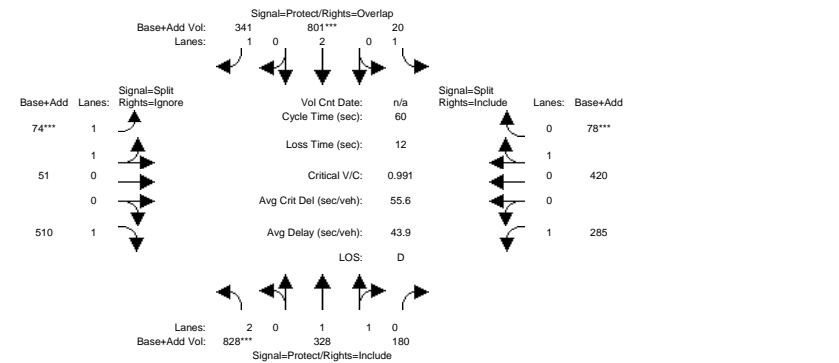 Signal=Protect/Rights=Overlap
Base+Add Vol: 341 801*** 20
Lanes: 1 0 2 0 1
Signal=Split Signal=Split
Base+Add Lanes: Rights=Ignore Vol Cnt Date: n/a Rights=Include Lanes: Base+Add
Cycle Time (sec): 60
74*** 1 0 78***
Loss Time (sec): 12
1 1
51 0 Critical V/C: 0.991 0 420
0 Avg Crit Del (sec/veh): 55.6 0
510 1 Avg Delay (sec/veh): 43.9 1 285
LOS: D
Lanes: 2 0 1 1 0
Base+Add Vol: 828*** 328 180
Signal=Protect/Rights=Include